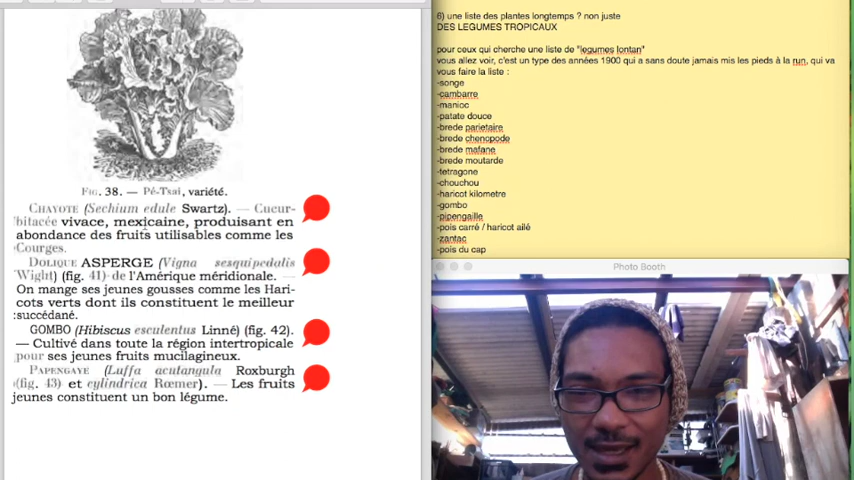 FIG. 38. — Pé-Tsai, variété.
CHAYOTE (Sechium edule Swartz). — Cucur-
bitacée vivace, mexicaine, produisant en
abondance des fruits utilisables comme les
Courges.
DOLIQUE ASPERGE (Vigna sesquipedalis
Wight) (fig. 41) de l'Amérique méridionale. —
On mange ses jeunes gousses comme les Hari-
cots verts dont ils constituent le meilleur
succédané.
GOMBO (Hibiscus esculentus Linné) (fig. 42).
— Cultivé dans toute la région intertropicale
pour ses jeunes fruits mucilagineux.
PAPENGAYE (Luffa acutangula Roxburgh
(fig. 43) et cylindrica Rœmer). — Les fruits
jeunes constituent un bon légume.
6) une liste des plantes longtemps ? non juste
DES LEGUMES TROPICAUX
pour ceux qui cherche une liste de "legumes lontan"
vous allez voir, c'est un type des années 1900 qui a sans doute jamais mis les pieds à la run, qui va
vous faire la liste :
-songe
-cambarre
-manioc
-patate douce
-brede parietaire
-brede chenopode
-brede mafane
-brede moutarde
-tetragone
-chouchou
-haricot kilometre
-gombo
-pipengaille
-pois carré / haricot ailé
-zantac
-pois du cap
Photo Booth